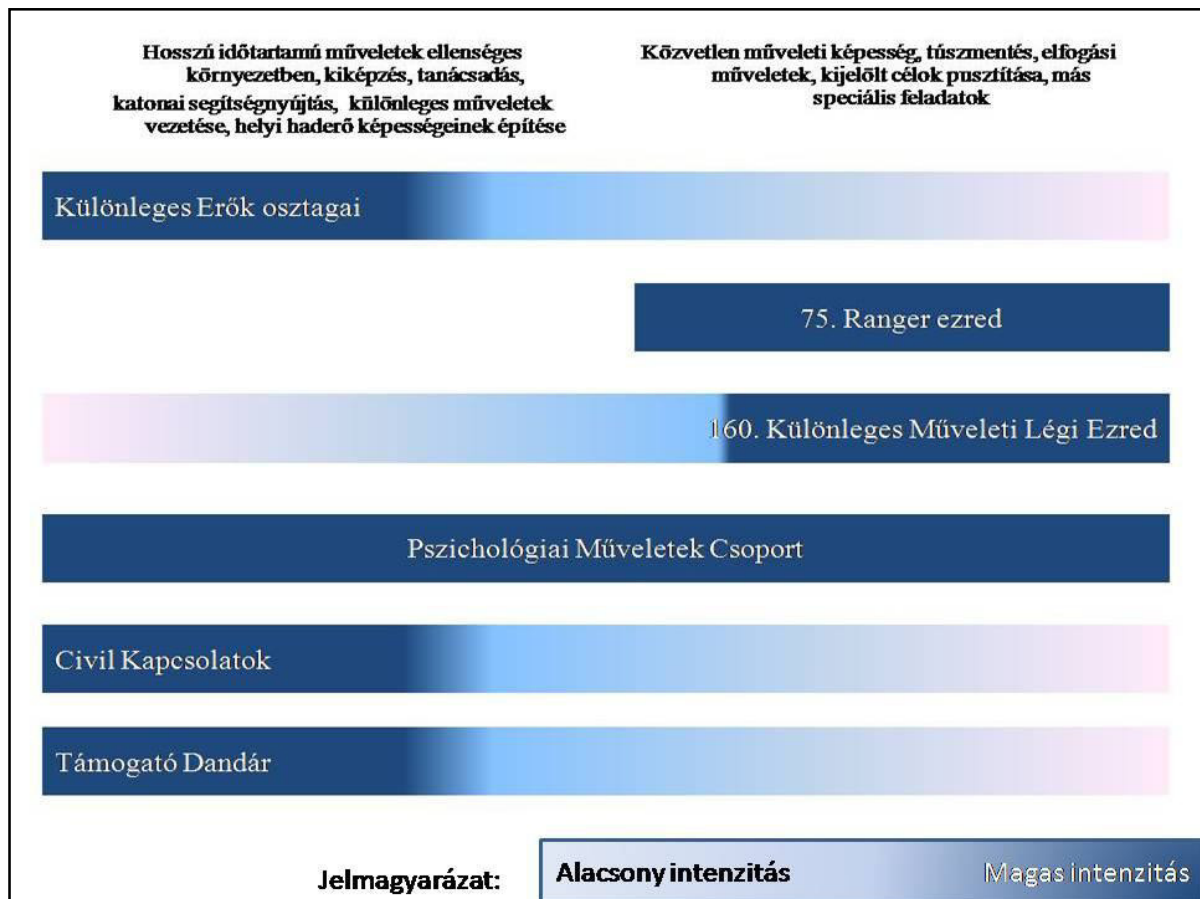 Hosszú időtartamú műveletek ellenséges
környezetben, kiképzés, tanácsadás,
katonai segítségnyújtás, különleges műveletek
vezetése, helyi haderő képességeinek építése
Közvetlen műveleti képesség, túszmentés, elfogási
műveletek, kijelölt célok pusztítása, más
speciális feladatok
Különleges Erők osztagai
75. Ranger ezred
160. Különleges Műveleti Légi Ezred
Pszichológiai Műveletek Csoport
Civil Kapcsolatok
Támogató Dandár
Jelmagyarázat:
Alacsony intenzitás
Magas intenzitás